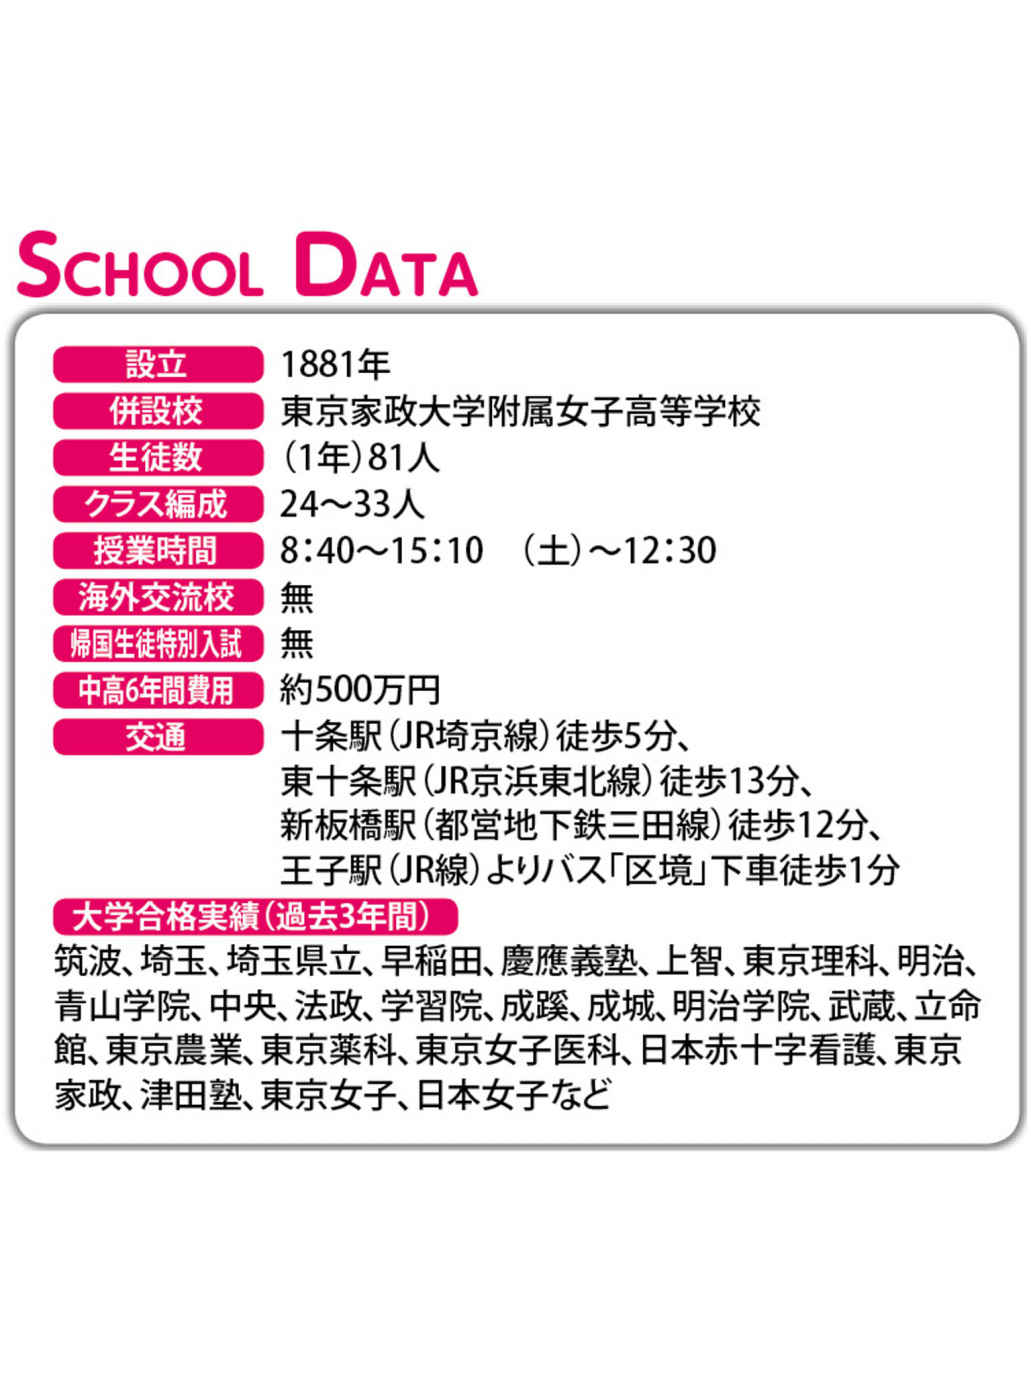 SCHOOL DATA
設立 1881年
併設校 東京家政大学附属女子高等学校
生徒数 （1年）81人
クラス編成 24～33人
授業時間 8：40～15：10　（土）～12：30
海外交流校 無
帰国生徒特別入試 無
中高6年間費用 約500万円
交通 十条駅（JR埼京線）徒歩5分、
東十条駅（JR京浜東北線）徒歩13分、
新板橋駅（都営地下鉄三田線）徒歩12分、
王子駅（JR線）よりバス「区境」下車徒歩1分
大学合格実績（過去3年間）
筑波、埼玉、埼玉県立、早稲田、慶應義塾、上智、東京理科、明治、
青山学院、中央、法政、学習院、成蹊、成城、明治学院、武蔵、立命
館、東京農業、東京薬科、東京女子医科、日本赤十字看護、東京
家政、津田塾、東京女子、日本女子など